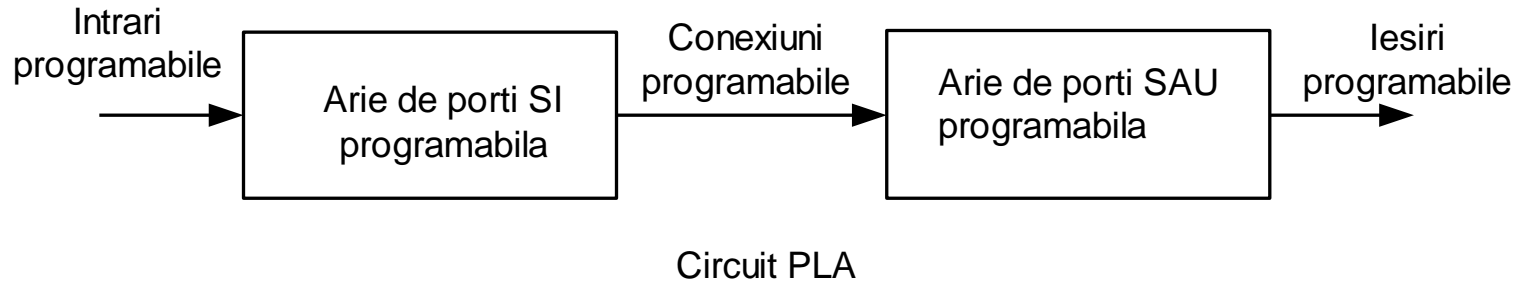 Intrari
programabile
Arie de porti SI
programabila
Conexiuni
programabile
Arie de porti SAU
programabila
Iesiri
programabile
Circuit PLA